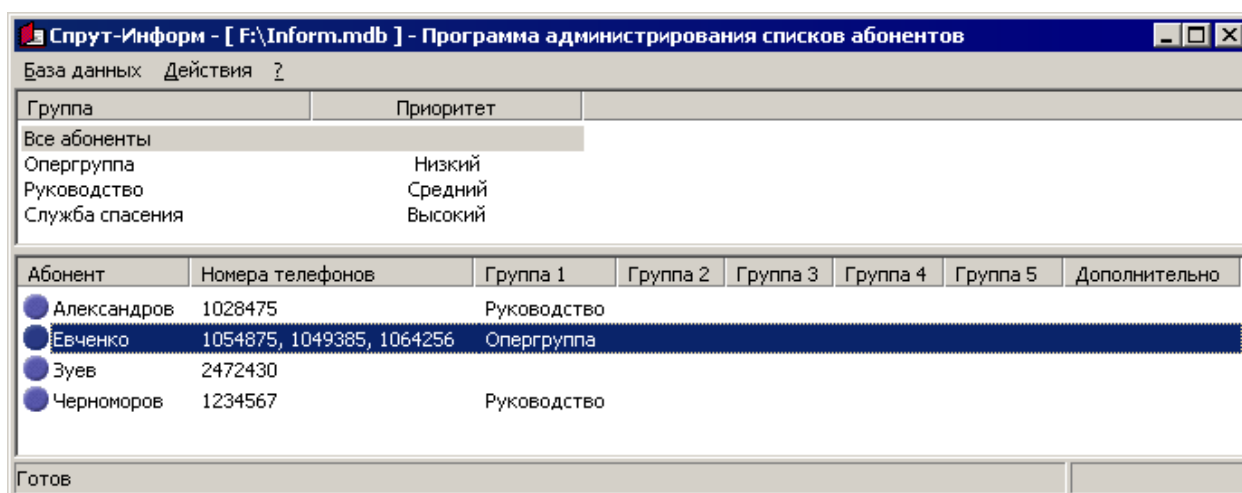 Спрут-Информ - [ F:\Inform.mdb ] - Программа администрирования списков абонентов
База данных Действия ?
Группа Приоритет
Все абоненты
Опергруппа Низкий
Руководство Средний
Служба спасения Высокий
Абонент Номера телефонов Группа 1 Группа 2 Группа 3 Группа 4 Группа 5 Дополнительно
Александров 1028475 Руководство
Евченко 1054875, 1049385, 1064256 Опергруппа
Зуев 2472430
Черноморов 1234567 Руководство
Готов